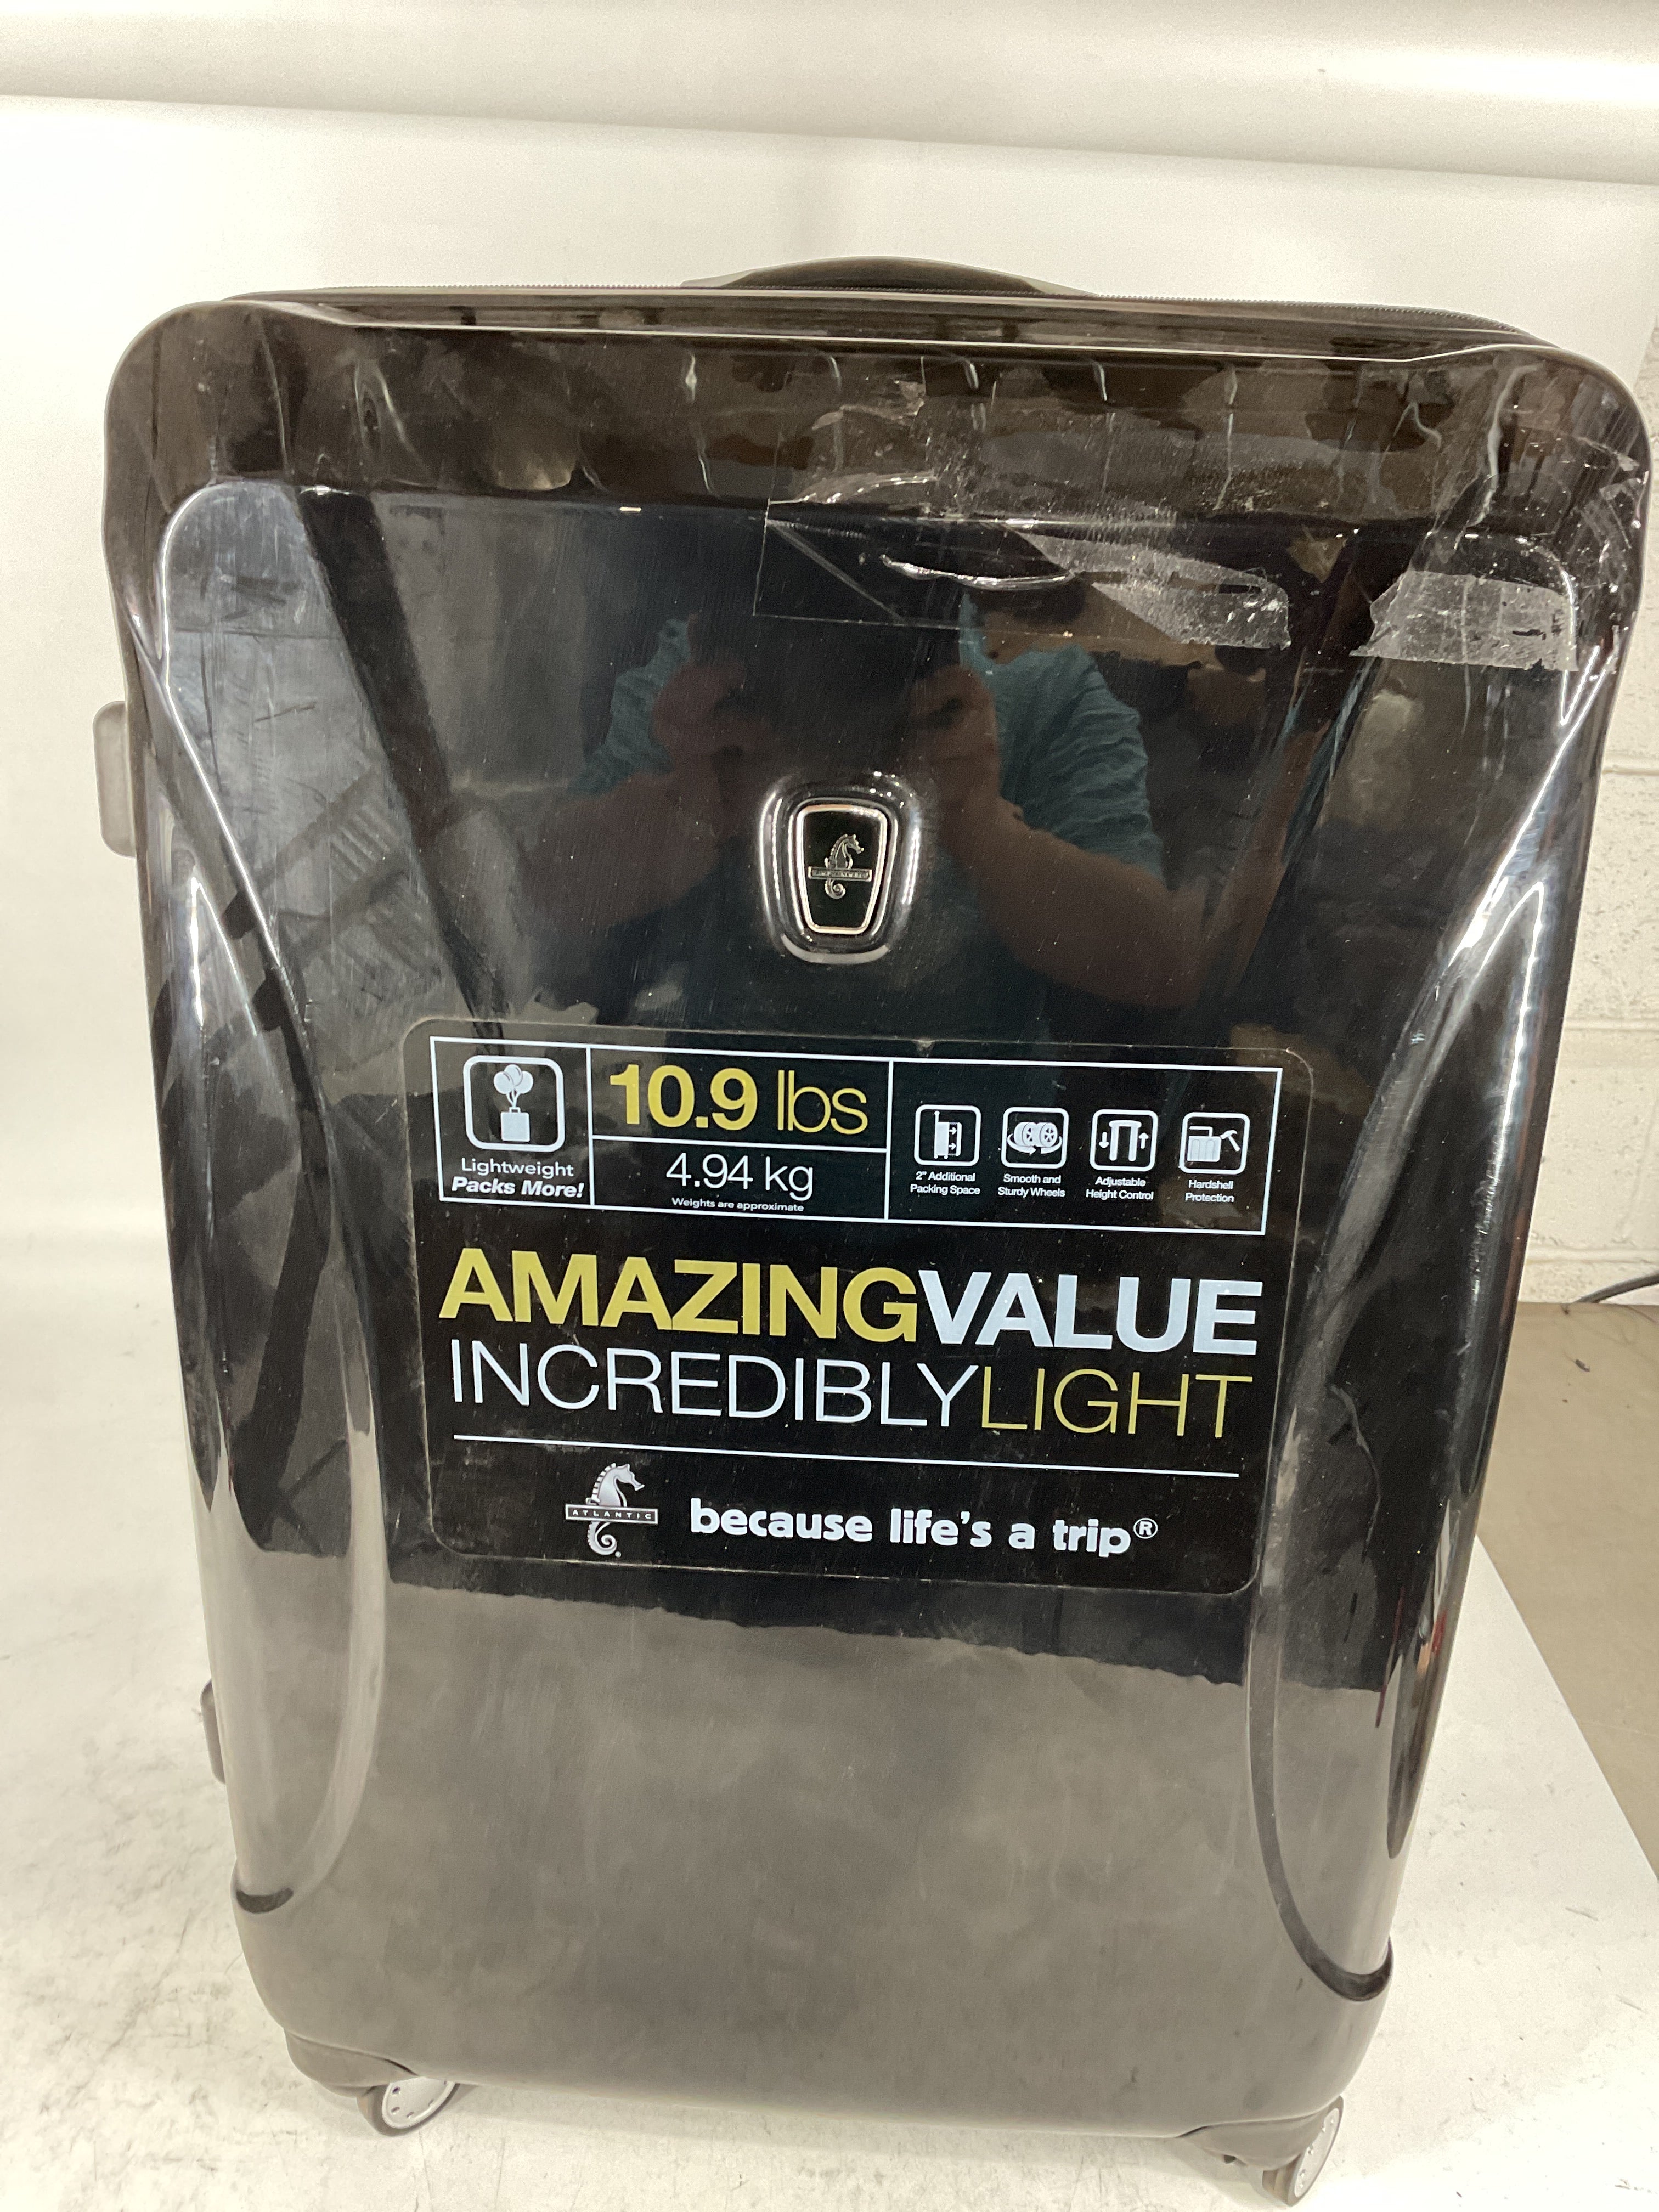 Lightweight
Packs More!
10.9 lbs
4.94 kg
Weights are approximate
2" Additional
Packing Space
Smooth and
Sturdy Wheels
Adjustable
Height Control
Hardshell
Protection
AMAZINGVALUE
INCREDIBLYLIGHT
ATLANTIC
because life's a trip®